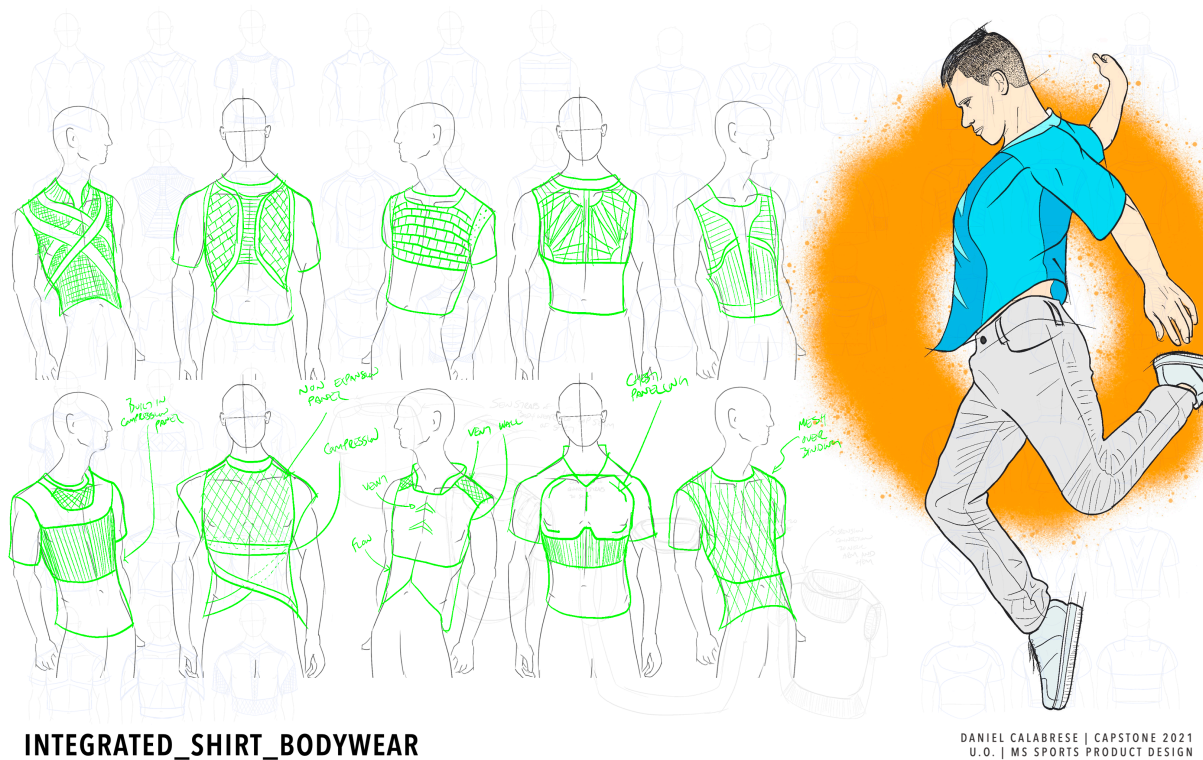 BUILT IN
COMPRESSION
PANEL
NON EXPANSION
PANEL
COMPRESSION
VENT
FLOW
VENT WALL
CHEST
PANELING
MESH
OVER
INTEGRATED_SHIRT_BODYWEAR
DANIEL CALABRESE | CAPSTONE 2021
U.O. | MS SPORTS PRODUCT DESIGN